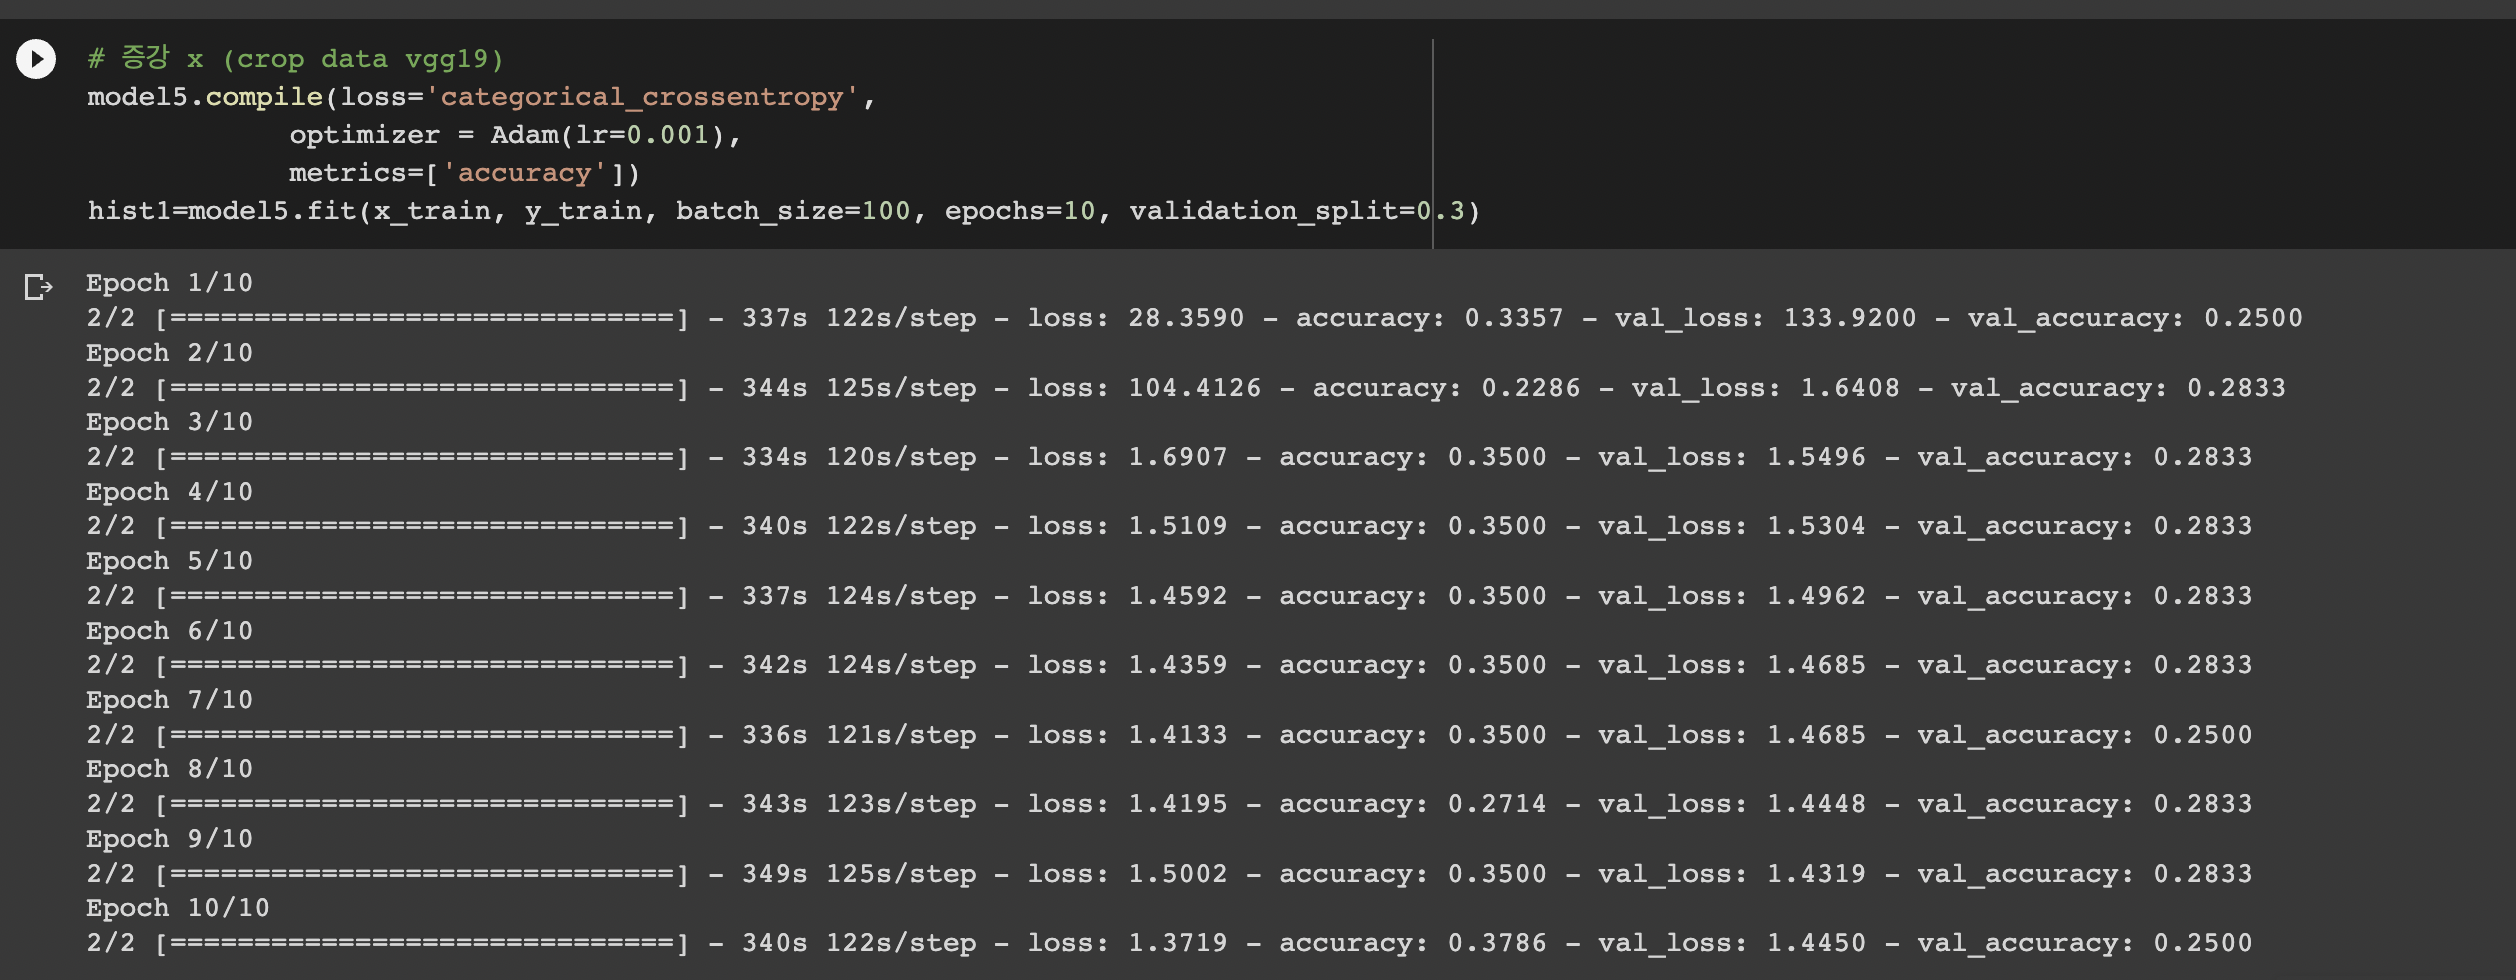 # 증강 x (crop data vgg19)
model5.compile(loss='categorical_crossentropy',
            optimizer = Adam(lr=0.001),
            metrics=['accuracy'])
hist1=model5.fit(x_train, y_train, batch_size=100, epochs=10, validation_split=0.3)
Epoch 1/10
2/2 [==============================] - 337s 122s/step - loss: 28.3590 - accuracy: 0.3357 - val_loss: 133.9200 - val_accuracy: 0.2500
Epoch 2/10
2/2 [==============================] - 344s 125s/step - loss: 104.4126 - accuracy: 0.2286 - val_loss: 1.6408 - val_accuracy: 0.2833
Epoch 3/10
2/2 [==============================] - 334s 120s/step - loss: 1.6907 - accuracy: 0.3500 - val_loss: 1.5496 - val_accuracy: 0.2833
Epoch 4/10
2/2 [==============================] - 340s 122s/step - loss: 1.5109 - accuracy: 0.3500 - val_loss: 1.5304 - val_accuracy: 0.2833
Epoch 5/10
2/2 [==============================] - 337s 124s/step - loss: 1.4592 - accuracy: 0.3500 - val_loss: 1.4962 - val_accuracy: 0.2833
Epoch 6/10
2/2 [==============================] - 342s 124s/step - loss: 1.4359 - accuracy: 0.3500 - val_loss: 1.4685 - val_accuracy: 0.2833
Epoch 7/10
2/2 [==============================] - 336s 121s/step - loss: 1.4133 - accuracy: 0.3500 - val_loss: 1.4685 - val_accuracy: 0.2500
Epoch 8/10
2/2 [==============================] - 343s 123s/step - loss: 1.4195 - accuracy: 0.2714 - val_loss: 1.4448 - val_accuracy: 0.2833
Epoch 9/10
2/2 [==============================] - 349s 125s/step - loss: 1.5002 - accuracy: 0.3500 - val_loss: 1.4319 - val_accuracy: 0.2833
Epoch 10/10
2/2 [==============================] - 340s 122s/step - loss: 1.3719 - accuracy: 0.3786 - val_loss: 1.4450 - val_accuracy: 0.2500